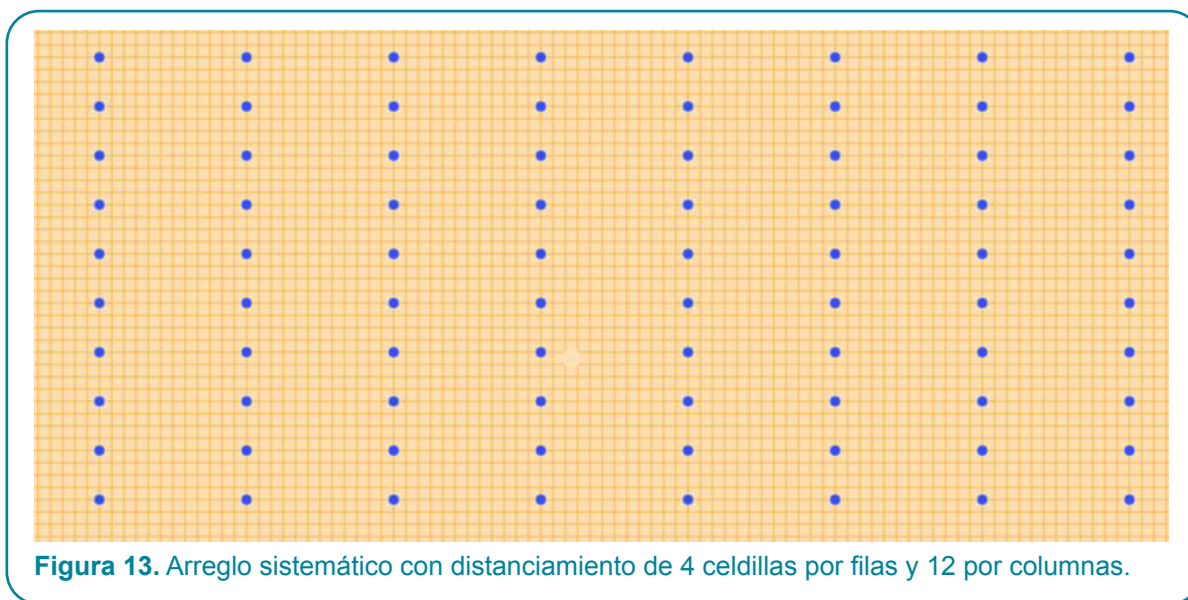 Figura 13. Arreglo sistemático con distanciamiento de 4 celdillas por filas y 12 por columnas.